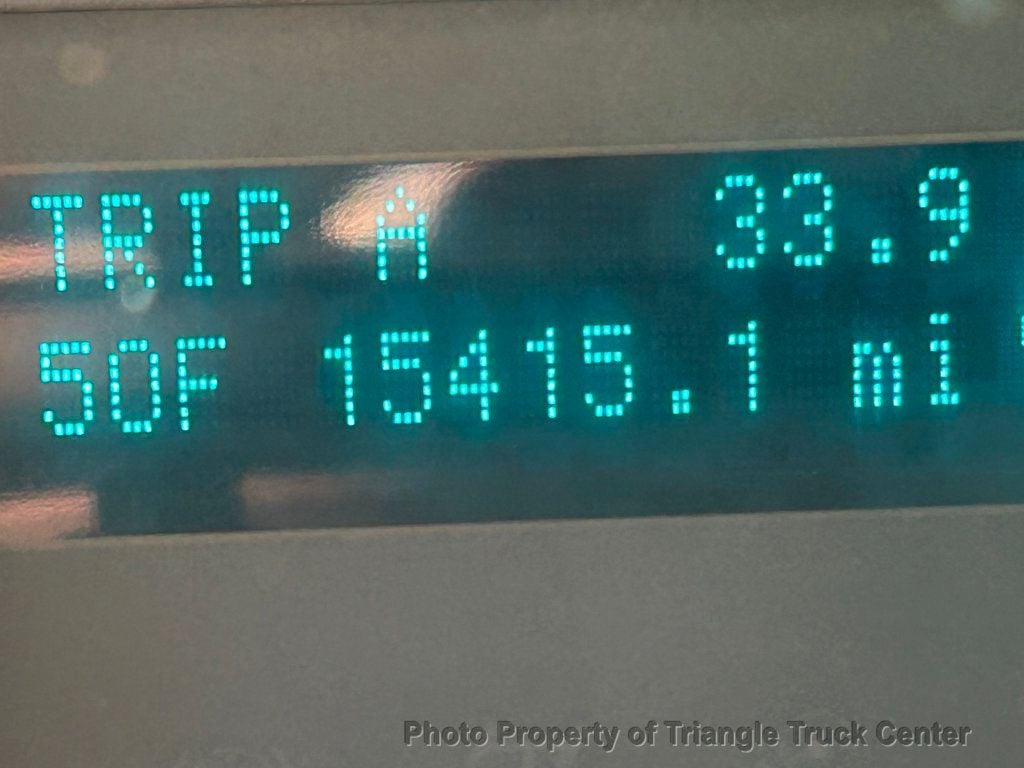 TRIP A 33.9
50F 15415.1 mi
Photo Property of Triangle Truck Center